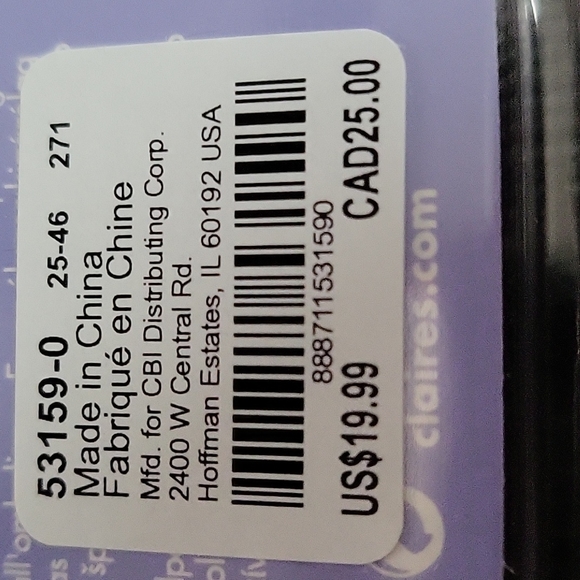 53159-0 25-46 271
Made in China
Fabriqué en Chine
Mfd. for CBI Distributing Corp.
2400 W Central Rd.
Hoffman Estates, IL 60192 USA
888711531590
US$19.99 CAD25.00
claires.com